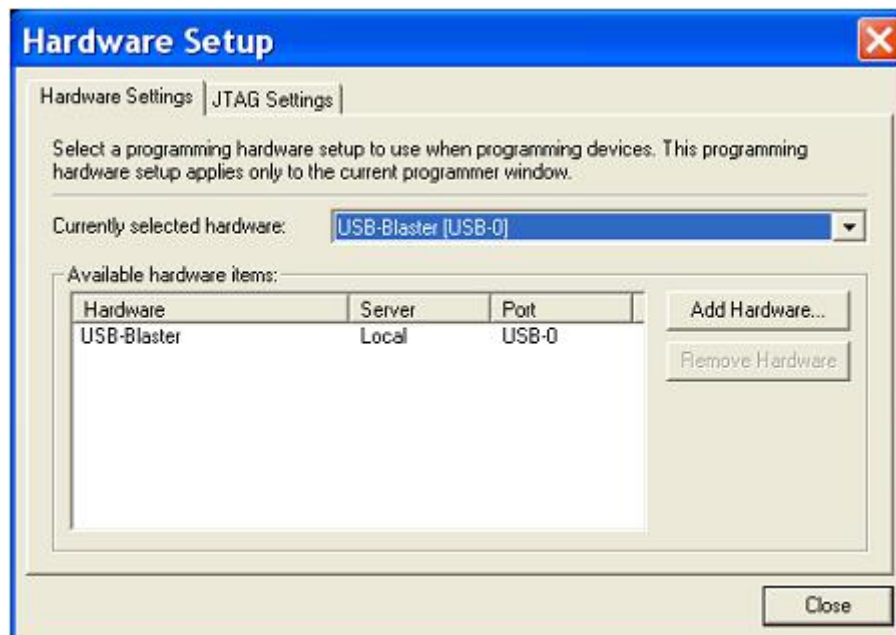 Hardware Setup
Hardware Settings JTAG Settings
Select a programming hardware setup to use when programming devices. This programming
hardware setup applies only to the current programmer window.
Currently selected hardware: USB-Blaster [USB-0]
Available hardware items:
Hardware Server Port
USB-Blaster Local USB-0
Add Hardware...
Remove Hardware
Close